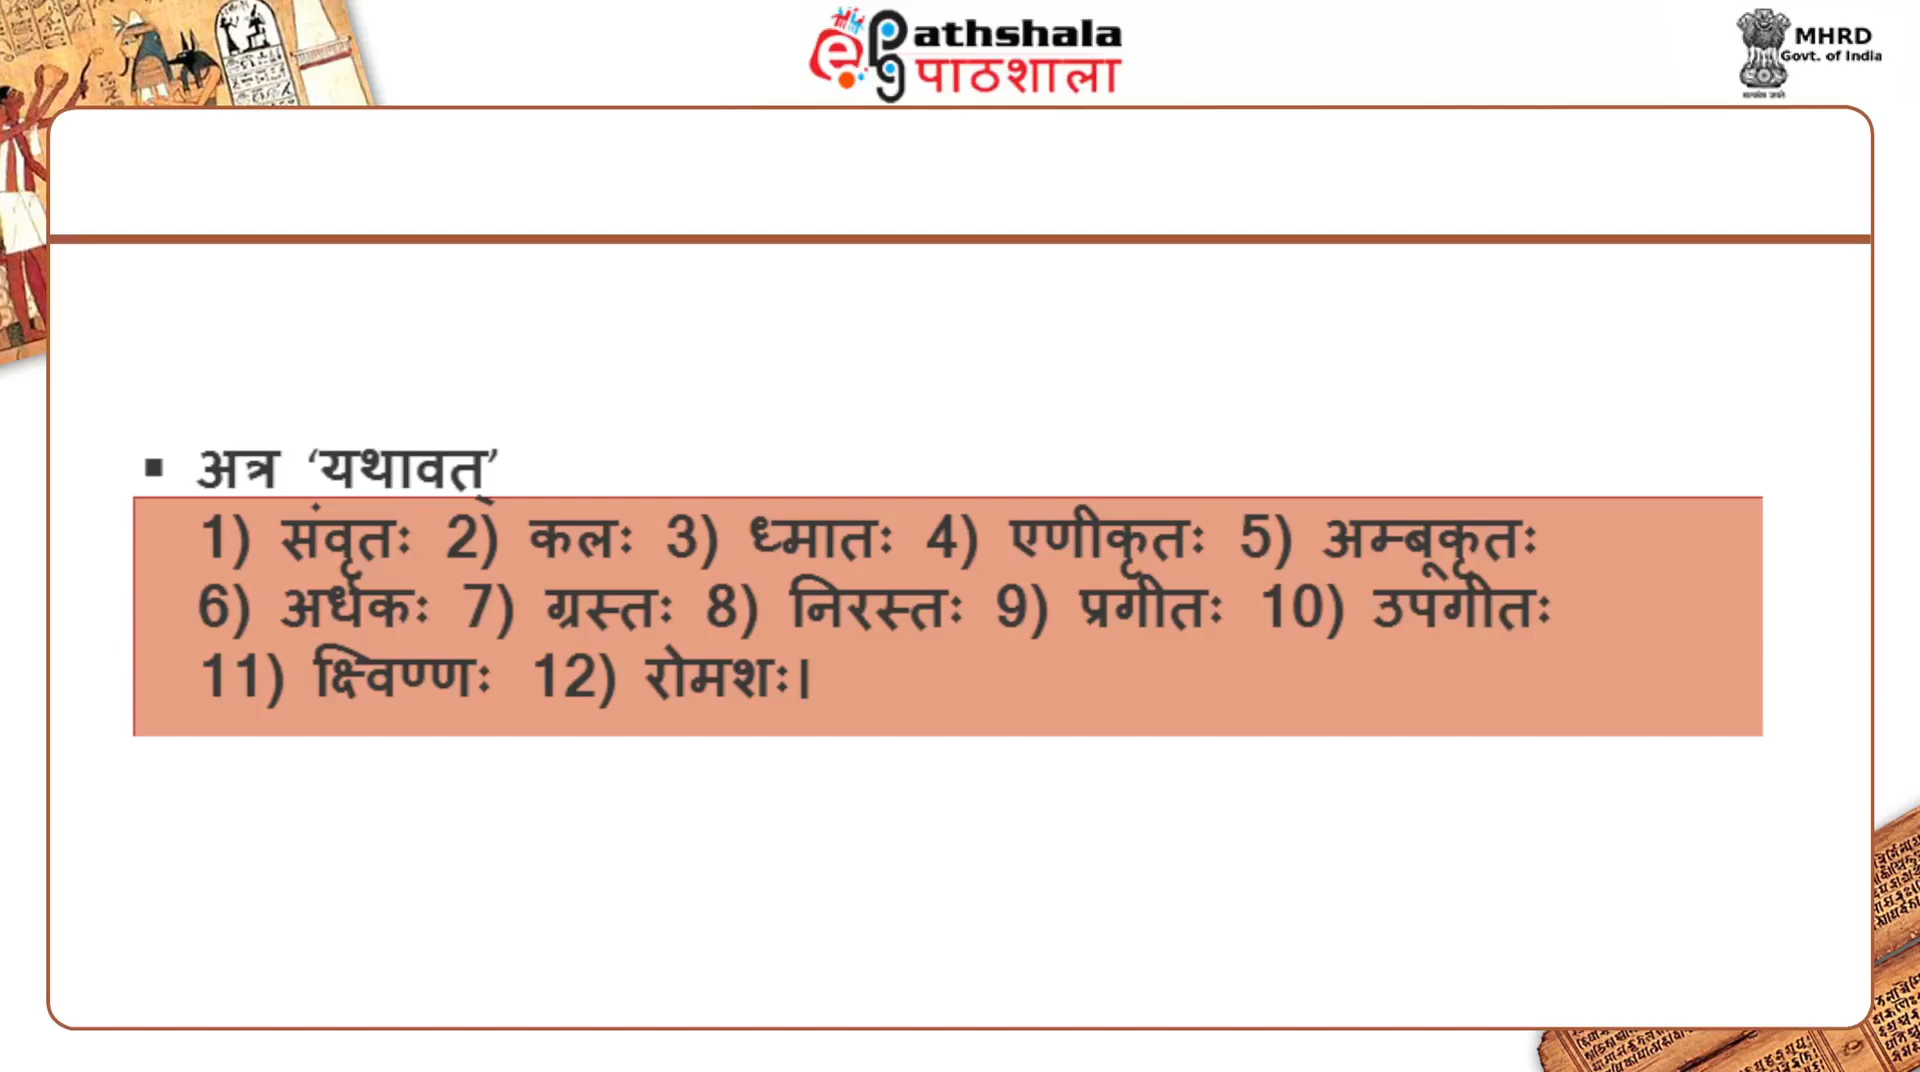 ePathshala
पाठशाला
MHRD
Govt. of India
▪ अत्र ‘यथावत्’
1) संवृतः 2) कलः 3) ध्मातः 4) एणीकृतः 5) अम्बूकृतः
6) अर्धकः 7) ग्रस्तः 8) निरस्तः 9) प्रगीतः 10) उपगीतः
11) क्ष्विण्णः 12) रोमशः।